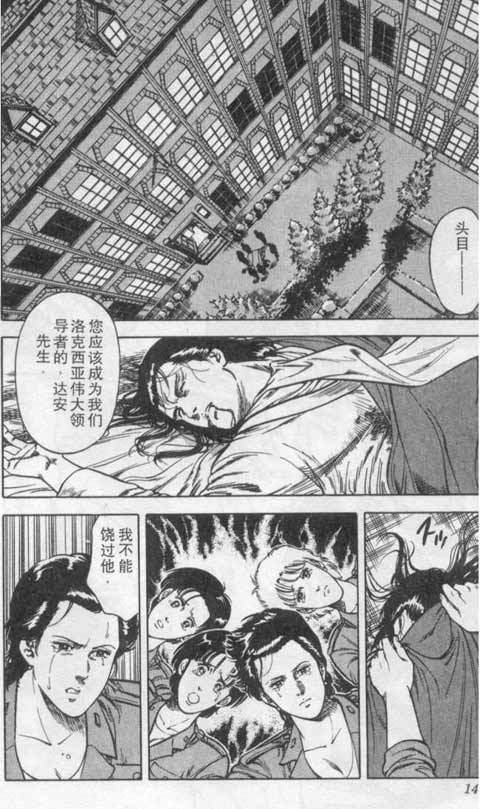 头目——
您应该成为我们
洛克西亚伟大领
导者的，达安
先生．
ズッ
我不能
饶过他．
14